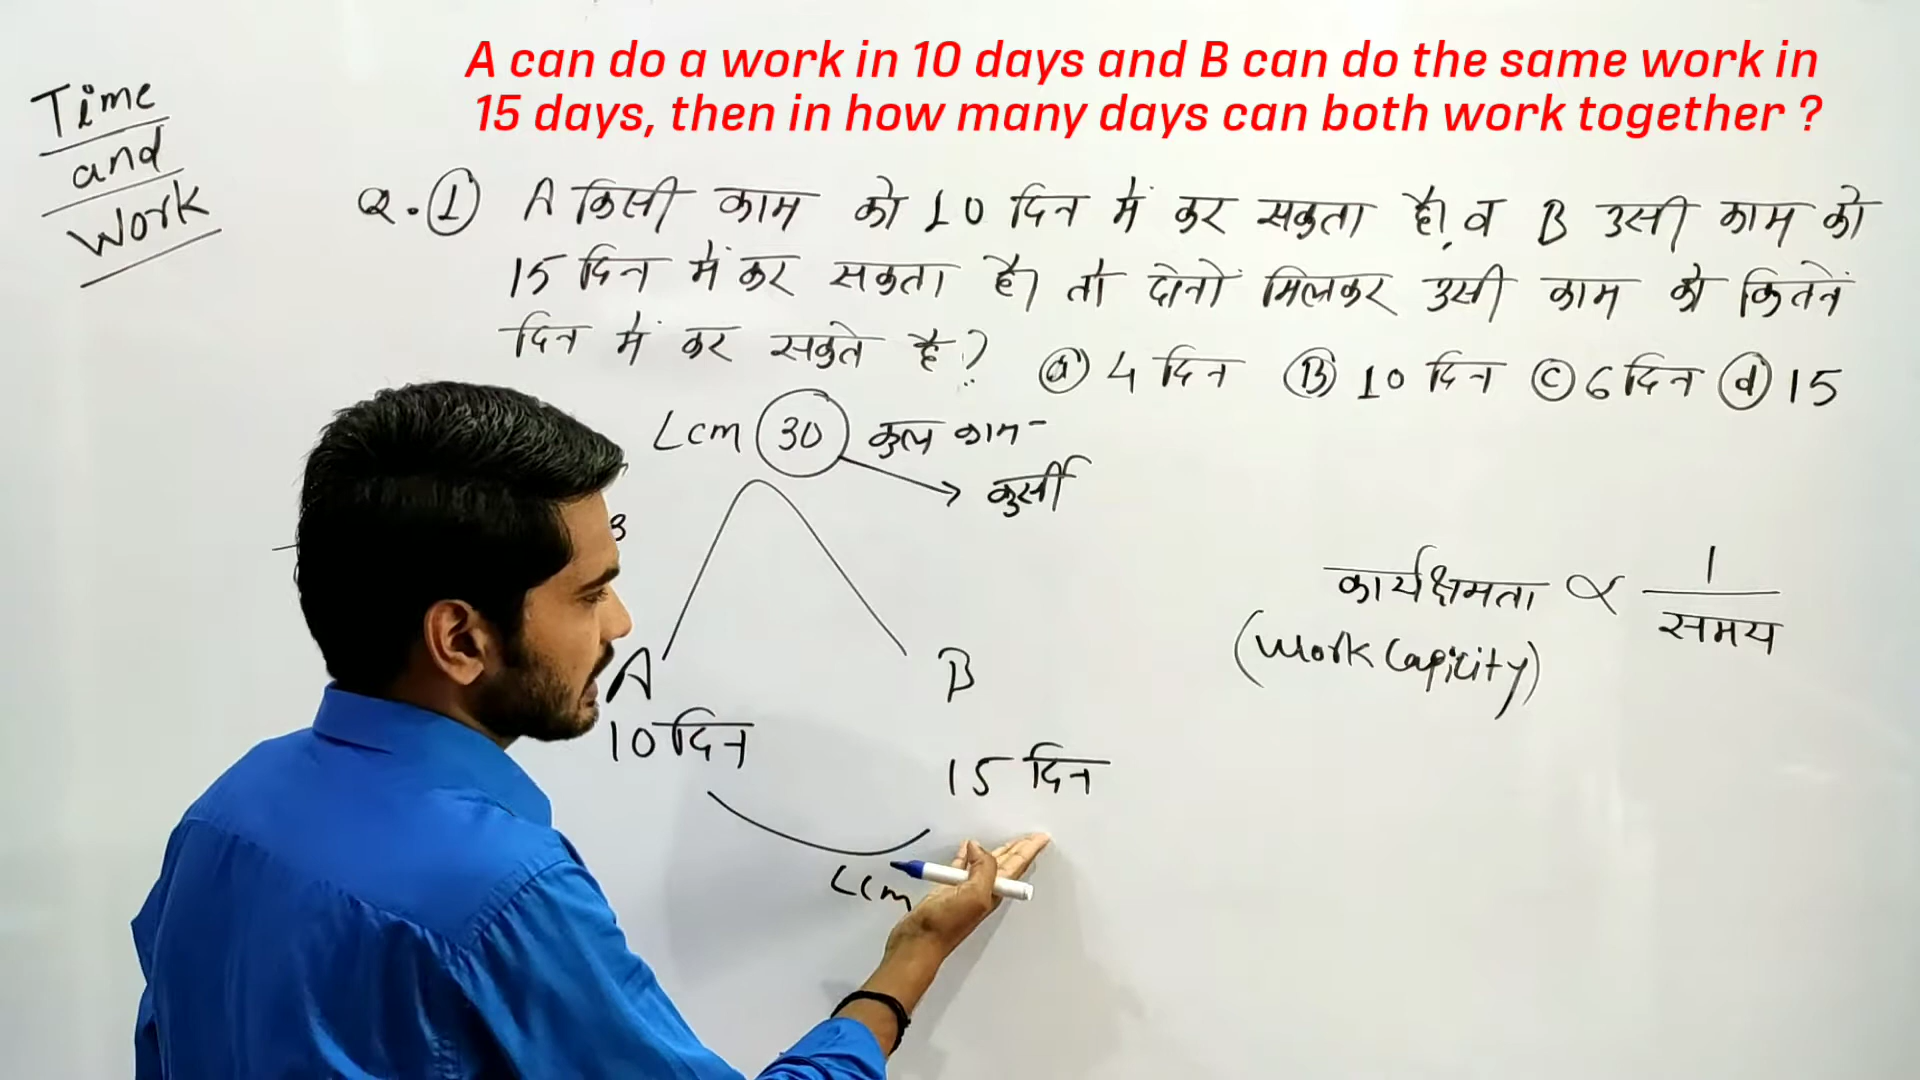 A can do a work in 10 days and B can do the same work in
15 days, then in how many days can both work together ?
Time
and
Work
Q.① A किसी काम को 10 दिन में कर सकता है, व B उसी काम को
15 दिन में कर सकता है। तो दोनों मिलकर उसी काम को कितनें
दिन में कर सकते है?
ⓐ 4 दिन Ⓑ 10 दिन ⓒ 6 दिन ⓓ 15
Lcm 30 कुल काम-
कुर्सी
कार्यक्षमता ∝ 1/समय
(Work Capicity)
A B
10 दिन 15 दिन
Lcm